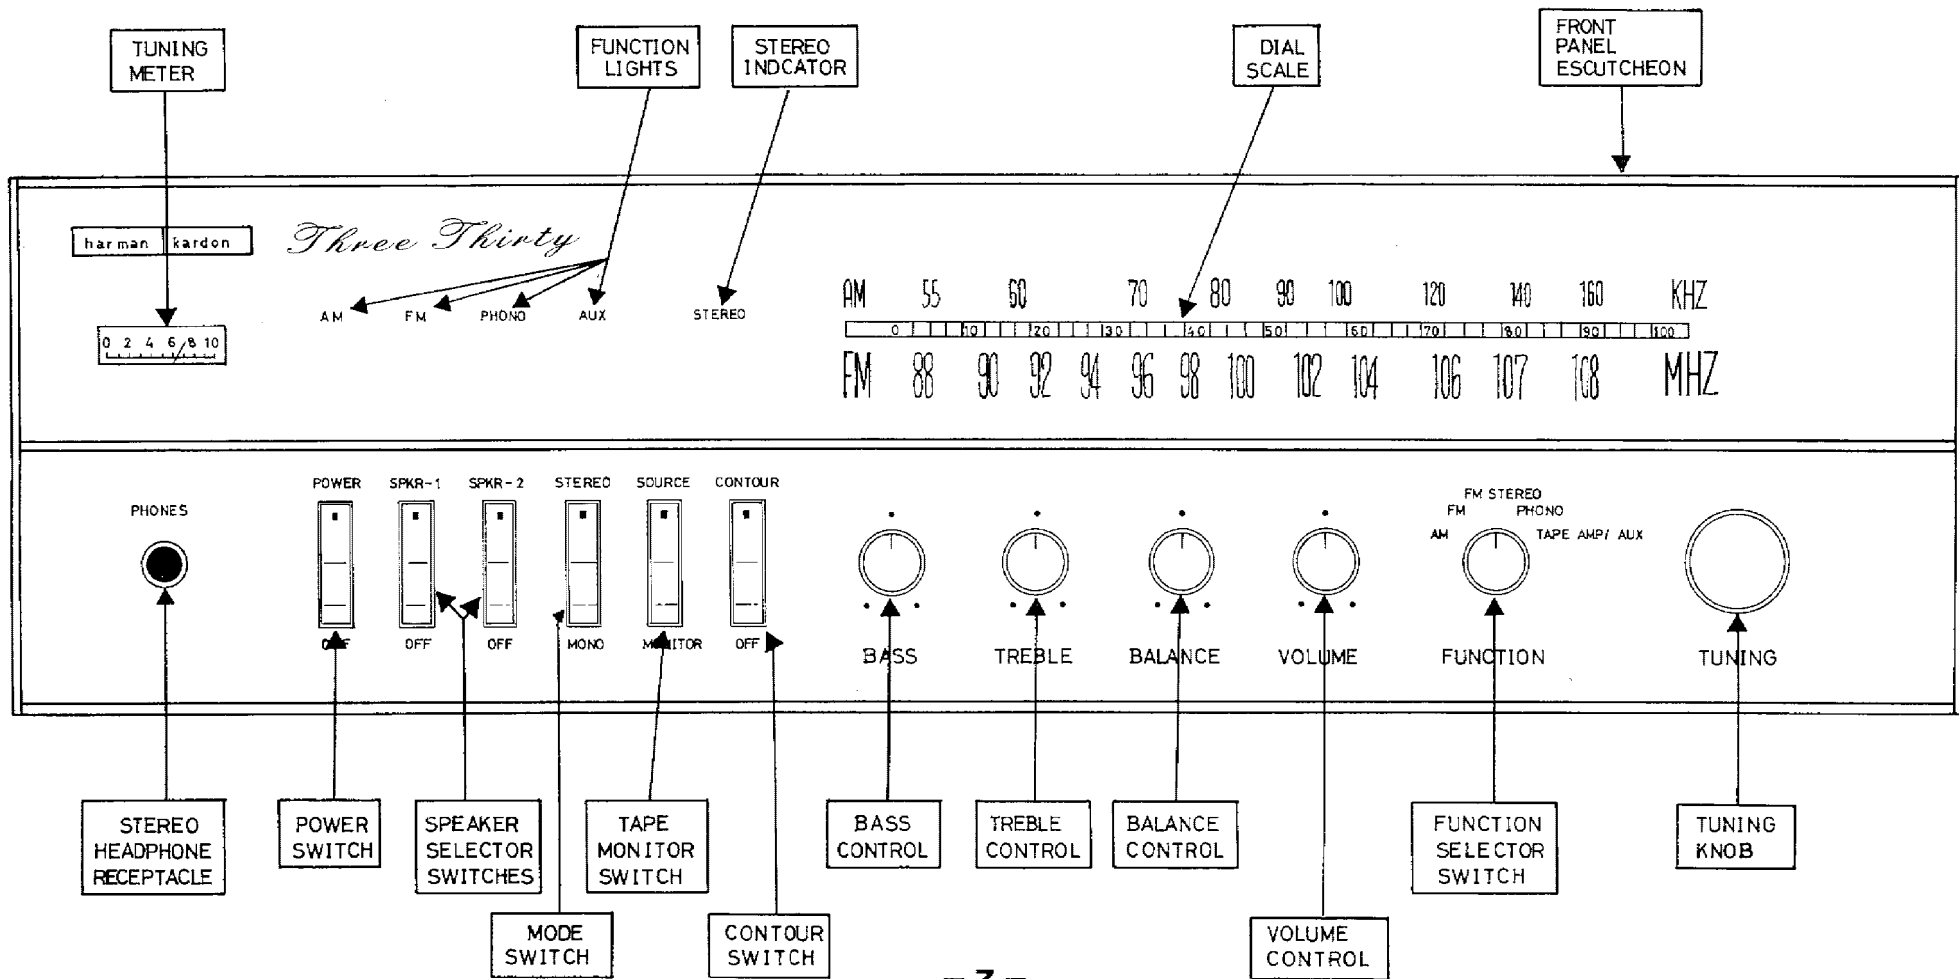 TUNING
METER
FUNCTION
LIGHTS
STEREO
INDCATOR
DIAL
SCALE
FRONT
PANEL
ESCUTCHEON
harman kardon
Three Thirty
AM FM PHONO AUX STEREO
0 2 4 6 8 10
AM 55 60 70 80 90 100 120 140 160 KHZ
0 10 20 30 40 50 60 70 80 90 100
FM 88 90 92 94 96 98 100 102 104 106 107 108 MHZ
PHONES
POWER SPKR-1 SPKR-2 STEREO SOURCE CONTOUR
OFF OFF OFF MONO MONITOR OFF
FM STEREO
FM PHONO
AM TAPE AMP/ AUX
BASS TREBLE BALANCE VOLUME FUNCTION TUNING
STEREO
HEADPHONE
RECEPTACLE
POWER
SWITCH
SPEAKER
SELECTOR
SWITCHES
TAPE
MONITOR
SWITCH
BASS
CONTROL
TREBLE
CONTROL
BALANCE
CONTROL
FUNCTION
SELECTOR
SWITCH
TUNING
KNOB
MODE
SWITCH
CONTOUR
SWITCH
VOLUME
CONTROL